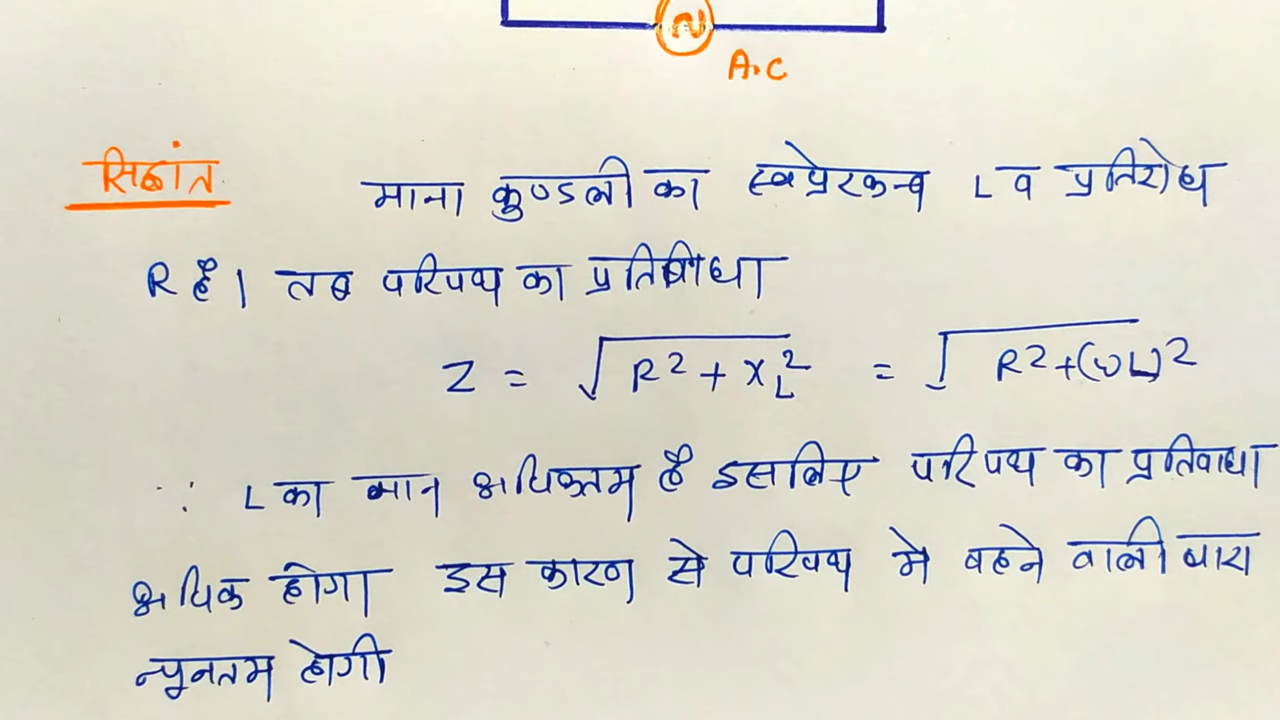 ~
A.C
सिद्धांत माना कुण्डली का स्वप्रेरकत्व L व प्रतिरोध
R है। तब परिपथ का प्रतिबाधा
Z = √R² + X_L² = √R²+(ωL)²
∵ L का मान अधिकतम है इसलिए परिपथ का प्रतिवाधा
अधिक होगा इस कारण से परिपथ मे बहने वाली धारा
न्यूनतम होगी